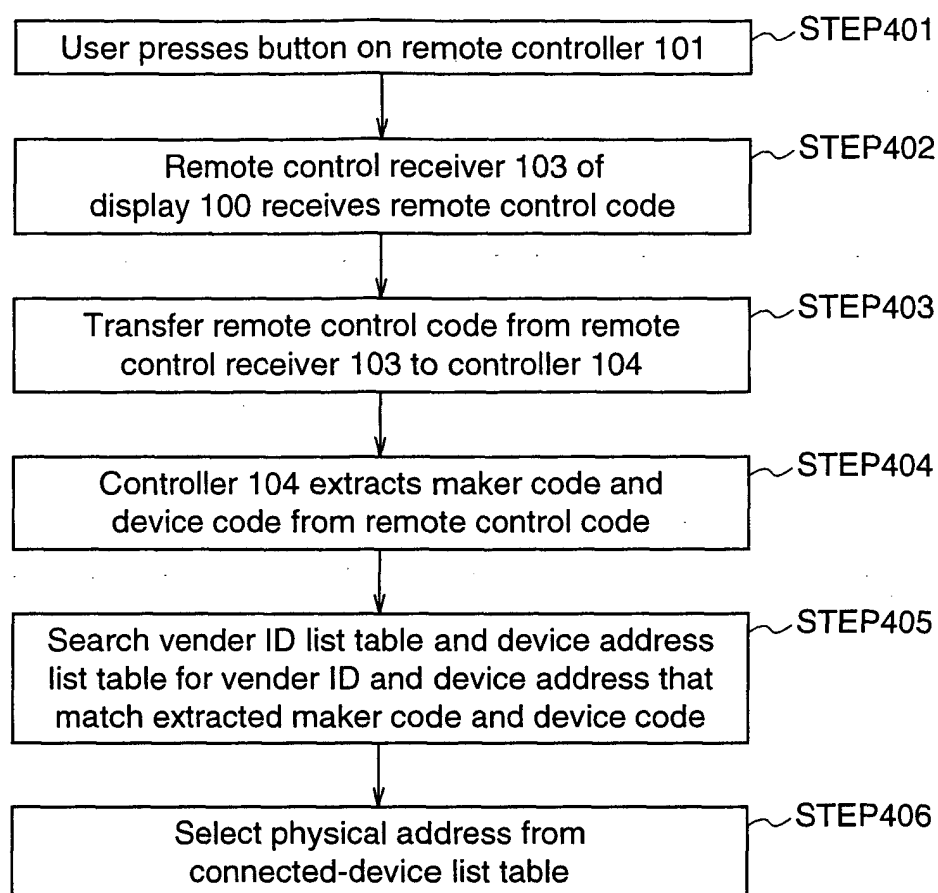 User presses button on remote controller 101
STEP401
Remote control receiver 103 of
display 100 receives remote control code
STEP402
Transfer remote control code from remote
control receiver 103 to controller 104
STEP403
Controller 104 extracts maker code and
device code from remote control code
STEP404
Search vender ID list table and device address
list table for vender ID and device address that
match extracted maker code and device code
STEP405
Select physical address from
connected-device list table
STEP406